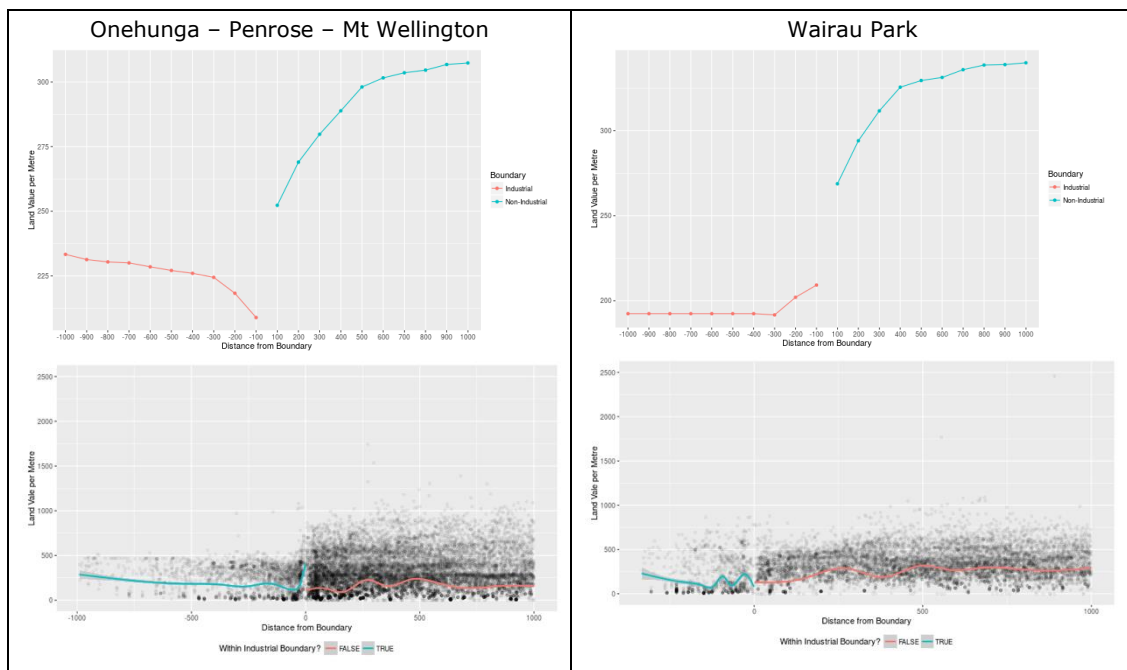 Onehunga – Penrose – Mt Wellington
Land Value per Metre
300
275
250
225
-1000 -900 -800 -700 -600 -500 -400 -300 -200 -100 100 200 300 400 500 600 700 800 900 1000
Distance from Boundary
Boundary
Industrial
Non-Industrial
Wairau Park
Land Value per Metre
300
250
200
-1000 -900 -800 -700 -600 -500 -400 -300 -200 -100 100 200 300 400 500 600 700 800 900 1000
Distance from Boundary
Boundary
Industrial
Non-Industrial
Land Vale per Metre
2500
2000
1500
1000
500
0
-1000 -500 0 500 1000
Distance from Boundary
Within Industrial Boundary? FALSE TRUE
Land Vale per Metre
2500
2000
1500
1000
500
0
0 500 1000
Distance from Boundary
Within Industrial Boundary? FALSE TRUE